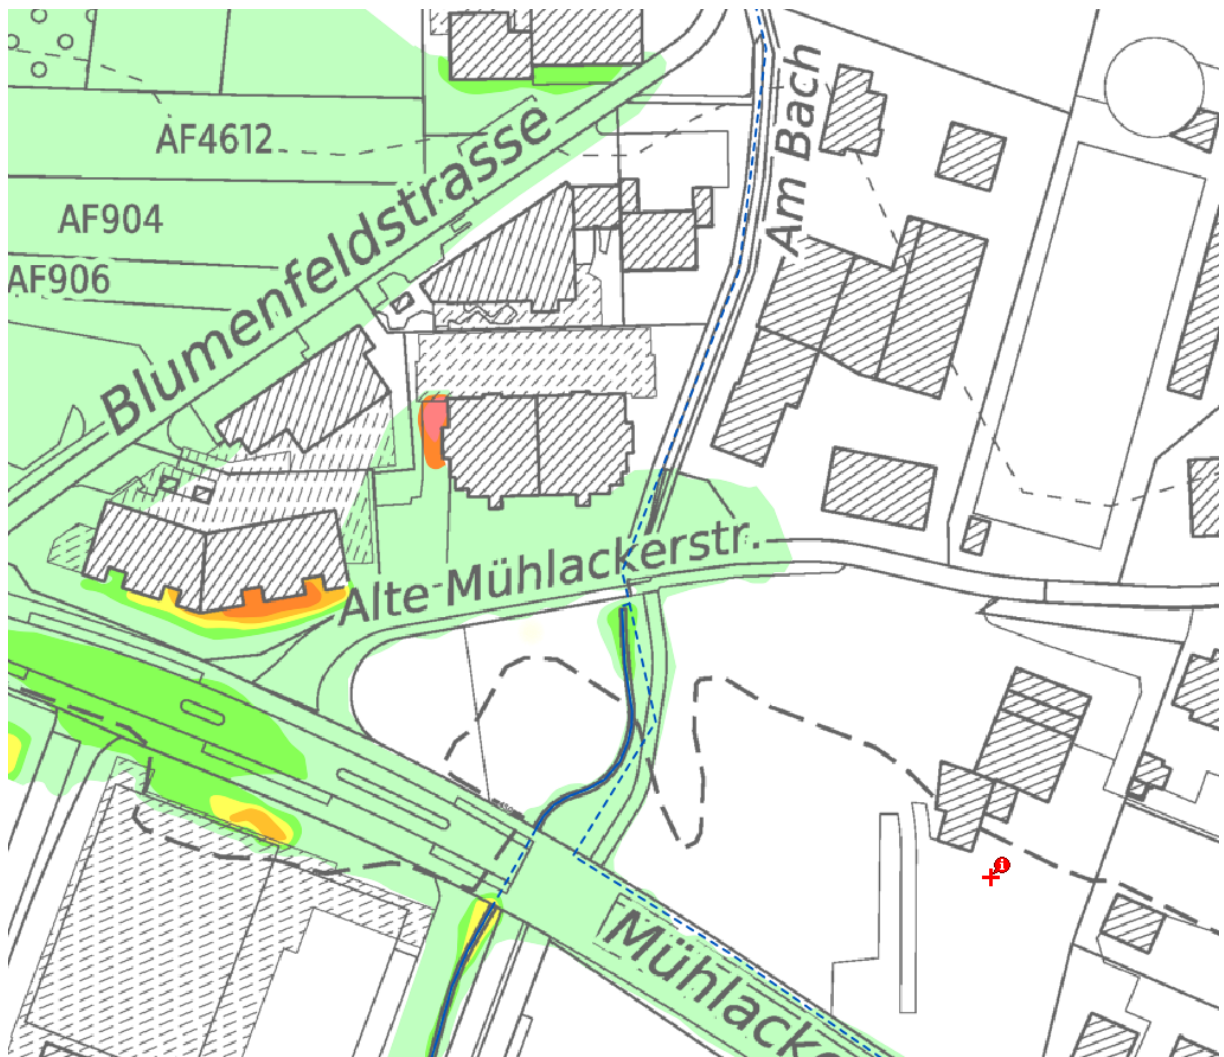 Am Bach
AF4612
Blumenfeldstrasse
AF904
AF906
Alte-Mühlackerstr.
Mühlacke